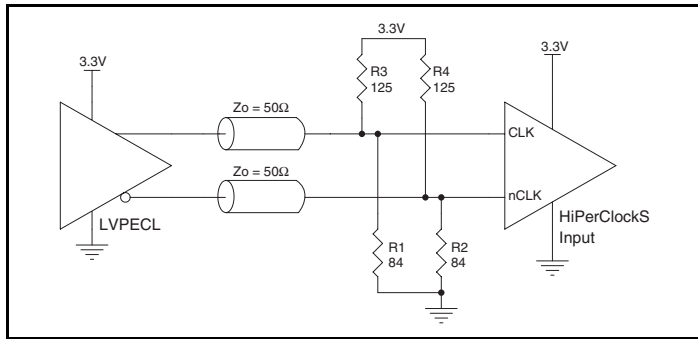 3.3V
3.3V
3.3V
R3
125
R4
125
Zo = 50Ω
CLK
Zo = 50Ω
nCLK
LVPECL
HiPerClockS
Input
R1
84
R2
84